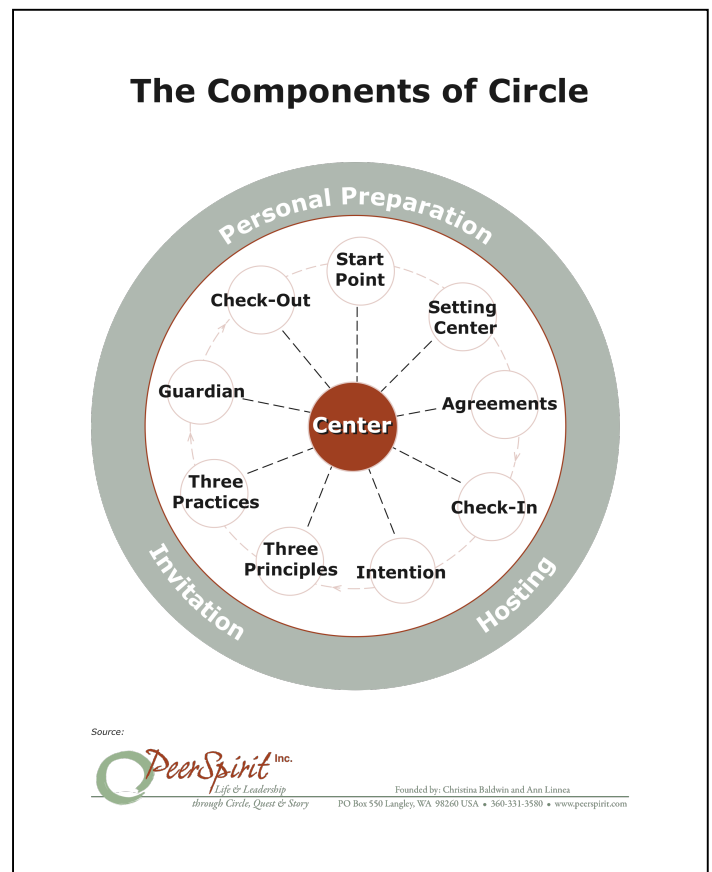 The Components of Circle
Personal Preparation
Start
Point
Setting
Center
Agreements
Check-In
Intention
Three
Principles
Three
Practices
Guardian
Check-Out
Center
Hosting
Invitation
Source:
PeerSpirit Inc.
Life & Leadership
through Circle, Quest & Story
Founded by: Christina Baldwin and Ann Linnea
PO Box 550 Langley, WA 98260 USA • 360-331-3580 • www.peerspirit.com